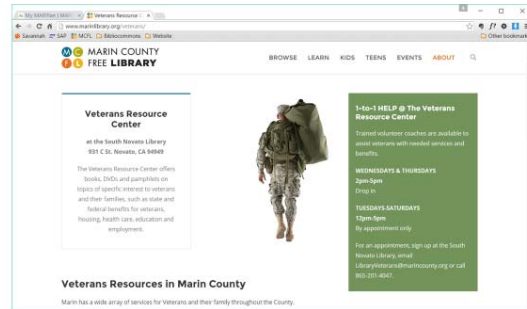 My MARINet | MARIN
Veterans Resource C
www.marinlibrary.org/veterans/
Savannah
SAP
MCFL
Bibliocommons
Website
Other bookmark
MARIN COUNTY
FREE LIBRARY
BROWSE LEARN KIDS TEENS EVENTS ABOUT
Veterans Resource
Center
at the South Novato Library
931 C St. Novato, CA 94949
The Veterans Resource Center offers
books, DVDs and pamphlets on
topics of specific interest to veterans
and their families, such as state and
federal benefits for veterans,
housing, health care, education and
employment.
1-to-1 HELP @ The Veterans
Resource Center
Trained volunteer coaches are available to
assist veterans with needed services and
benefits.
WEDNESDAYS & THURSDAYS
2pm-5pm
Drop in
TUESDAYS-SATURDAYS
12pm-5pm
By appointment only
For an appointment, sign up at the South
Novato Library, email
LibraryVeterans@marincounty.org or call
Veterans Resources in Marin County
Marin has a wide array of services for Veterans and their family throughout the County.